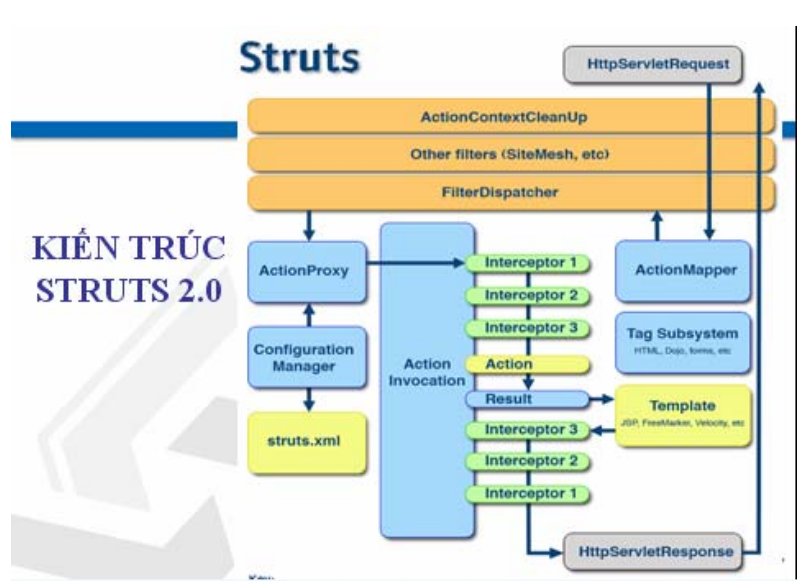 Struts
HttpServletRequest
ActionContextCleanUp
Other filters (SiteMesh, etc)
FilterDispatcher
KIẾN TRÚC
STRUTS 2.0
ActionProxy
Configuration
Manager
struts.xml
Action
Invocation
Interceptor 1
Interceptor 2
Interceptor 3
Action
Result
Interceptor 3
Interceptor 2
Interceptor 1
ActionMapper
Tag Subsystem
HTML, Dojo, forms, etc
Template
JSP, FreeMarker, Velocity, etc
HttpServletResponse